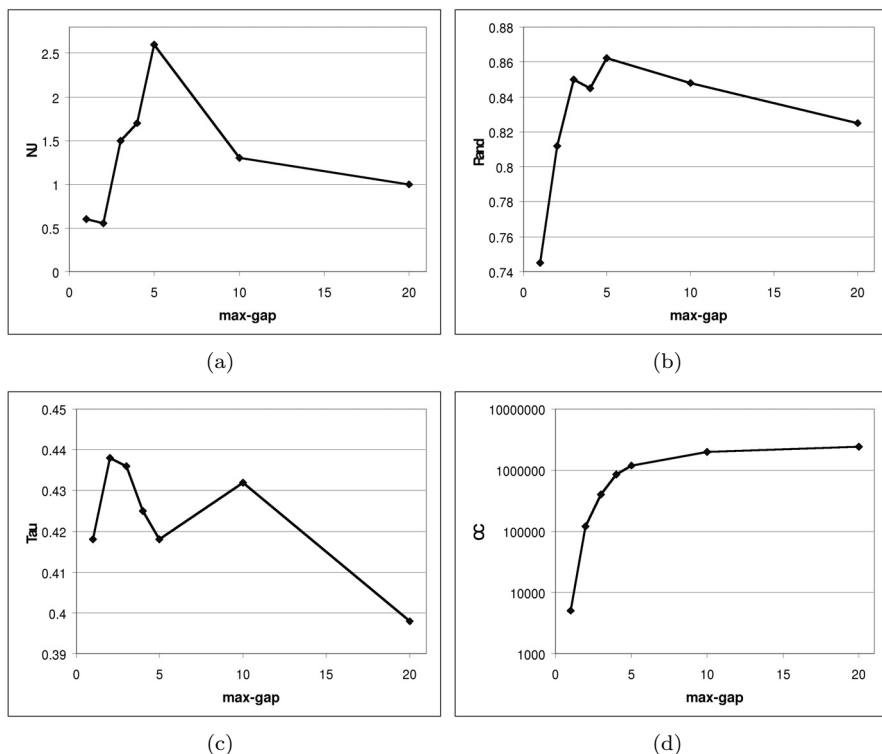 2.5
2
1.5
1
0.5
0
NJ
0 5 10 15 20
max-gap
(a)
0.88
0.86
0.84
0.82
0.8
0.78
0.76
0.74
Rand
0 5 10 15 20
max-gap
(b)
0.45
0.44
0.43
0.42
0.41
0.4
0.39
Tau
0 5 10 15 20
max-gap
(c)
10000000
1000000
100000
10000
1000
CC
0 5 10 15 20
max-gap
(d)